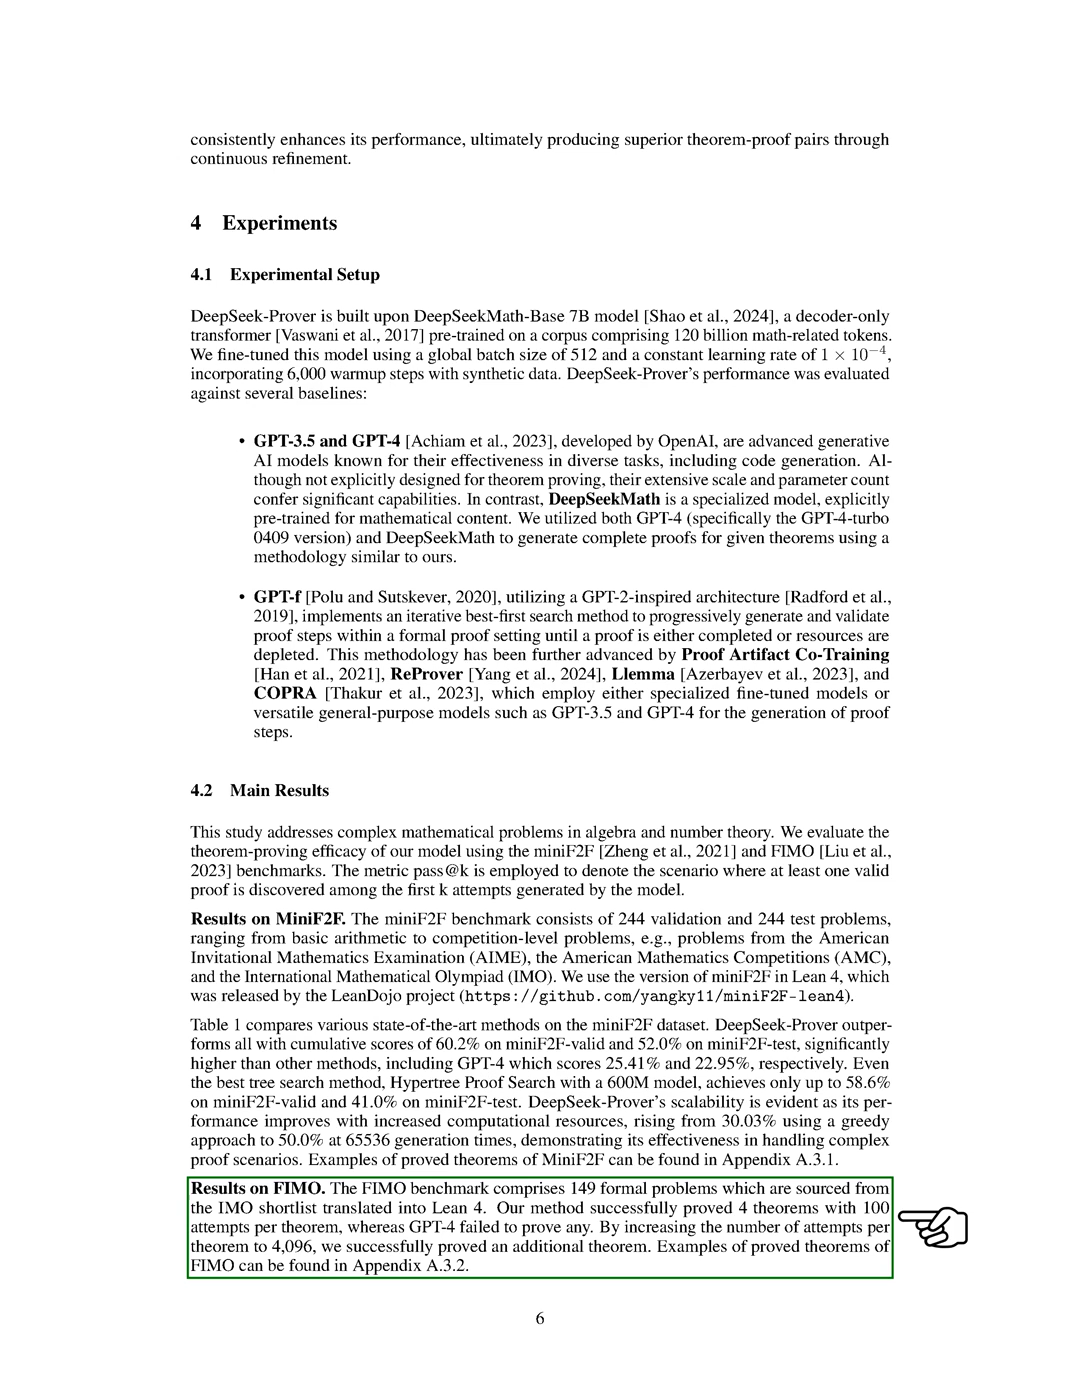 consistently enhances its performance, ultimately producing superior theorem-proof pairs through
continuous refinement.
4 Experiments
4.1 Experimental Setup
DeepSeek-Prover is built upon DeepSeekMath-Base 7B model [Shao et al., 2024], a decoder-only
transformer [Vaswani et al., 2017] pre-trained on a corpus comprising 120 billion math-related tokens.
We fine-tuned this model using a global batch size of 512 and a constant learning rate of 1 × 10⁻⁴,
incorporating 6,000 warmup steps with synthetic data. DeepSeek-Prover's performance was evaluated
against several baselines:
• GPT-3.5 and GPT-4 [Achiam et al., 2023], developed by OpenAI, are advanced generative
AI models known for their effectiveness in diverse tasks, including code generation. Al-
though not explicitly designed for theorem proving, their extensive scale and parameter count
confer significant capabilities. In contrast, DeepSeekMath is a specialized model, explicitly
pre-trained for mathematical content. We utilized both GPT-4 (specifically the GPT-4-turbo
0409 version) and DeepSeekMath to generate complete proofs for given theorems using a
methodology similar to ours.
• GPT-f [Polu and Sutskever, 2020], utilizing a GPT-2-inspired architecture [Radford et al.,
2019], implements an iterative best-first search method to progressively generate and validate
proof steps within a formal proof setting until a proof is either completed or resources are
depleted. This methodology has been further advanced by Proof Artifact Co-Training
[Han et al., 2021], ReProver [Yang et al., 2024], Llemma [Azerbayev et al., 2023], and
COPRA [Thakur et al., 2023], which employ either specialized fine-tuned models or
versatile general-purpose models such as GPT-3.5 and GPT-4 for the generation of proof
steps.
4.2 Main Results
This study addresses complex mathematical problems in algebra and number theory. We evaluate the
theorem-proving efficacy of our model using the miniF2F [Zheng et al., 2021] and FIMO [Liu et al.,
2023] benchmarks. The metric pass@k is employed to denote the scenario where at least one valid
proof is discovered among the first k attempts generated by the model.
Results on MiniF2F. The miniF2F benchmark consists of 244 validation and 244 test problems,
ranging from basic arithmetic to competition-level problems, e.g., problems from the American
Invitational Mathematics Examination (AIME), the American Mathematics Competitions (AMC),
and the International Mathematical Olympiad (IMO). We use the version of miniF2F in Lean 4, which
was released by the LeanDojo project (https://github.com/yangky11/miniF2F-lean4).
Table 1 compares various state-of-the-art methods on the miniF2F dataset. DeepSeek-Prover outper-
forms all with cumulative scores of 60.2% on miniF2F-valid and 52.0% on miniF2F-test, significantly
higher than other methods, including GPT-4 which scores 25.41% and 22.95%, respectively. Even
the best tree search method, Hypertree Proof Search with a 600M model, achieves only up to 58.6%
on miniF2F-valid and 41.0% on miniF2F-test. DeepSeek-Prover's scalability is evident as its per-
formance improves with increased computational resources, rising from 30.03% using a greedy
approach to 50.0% at 65536 generation times, demonstrating its effectiveness in handling complex
proof scenarios. Examples of proved theorems of MiniF2F can be found in Appendix A.3.1.
Results on FIMO. The FIMO benchmark comprises 149 formal problems which are sourced from
the IMO shortlist translated into Lean 4. Our method successfully proved 4 theorems with 100
attempts per theorem, whereas GPT-4 failed to prove any. By increasing the number of attempts per
theorem to 4,096, we successfully proved an additional theorem. Examples of proved theorems of
FIMO can be found in Appendix A.3.2.
6